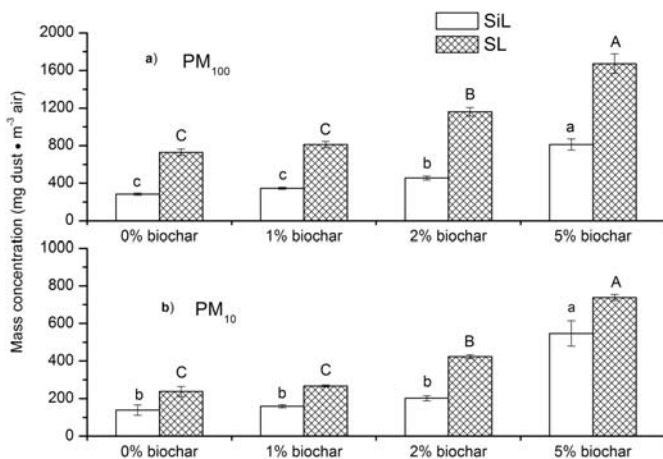 SiL
SL
a) PM100
2000
1600
1200
800
400
0
c C c C b B a A
0% biochar 1% biochar 2% biochar 5% biochar
Mass concentration (mg dust • m-3 air)
b) PM10
1000
800
600
400
200
0
b C b C b B a A
0% biochar 1% biochar 2% biochar 5% biochar